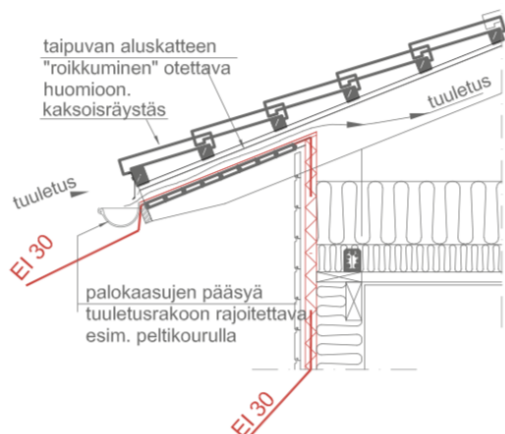 taipuvan aluskatteen
"roikkuminen" otettava
huomioon.
kaksoisräystäs
tuuletus
tuuletus
EI 30
palokaasujen pääsyä
tuuletusrakoon rajoitettava
esim. peltikourulla
EI 30